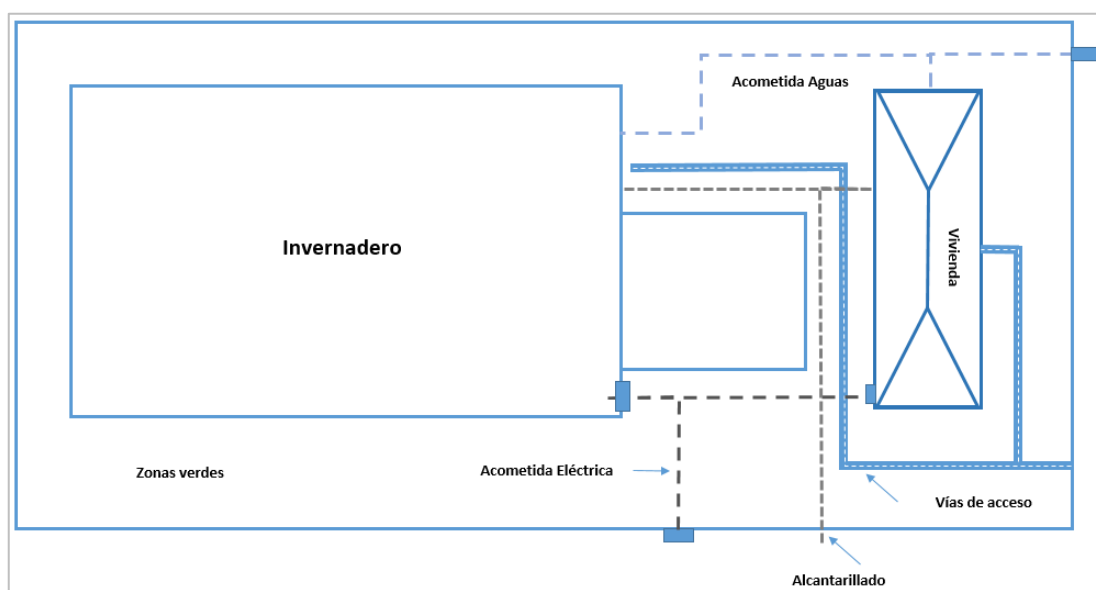 Acometida Aguas
Invernadero
Vivienda
Zonas verdes
Acometida Eléctrica
Vías de acceso
Alcantarillado